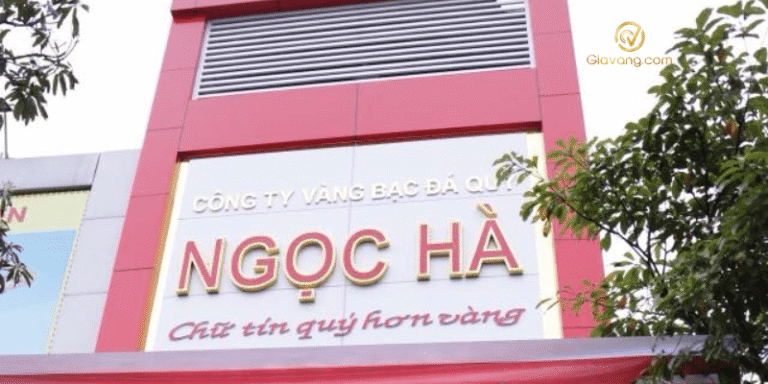 Giavang.com
CÔNG TY VÀNG BẠC ĐÁ QUÝ
NGỌC HÀ
Chữ tín quý hơn vàng